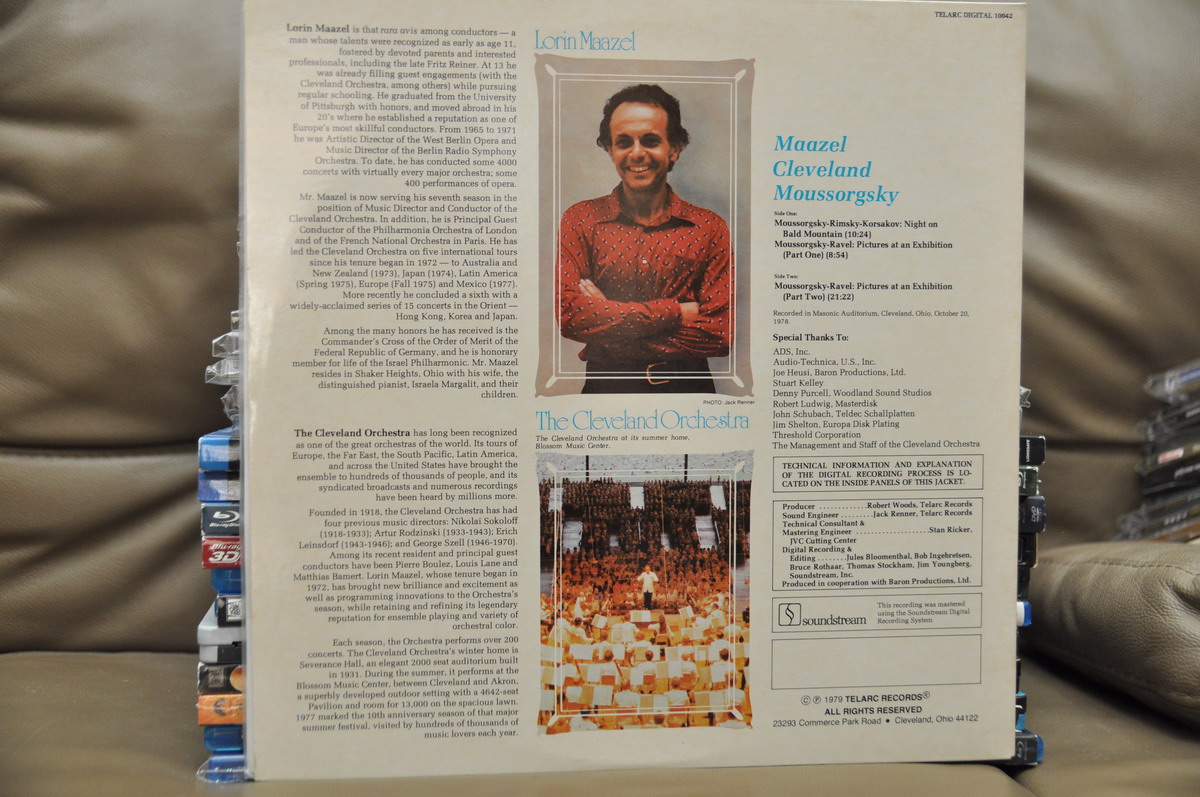 TELARC DIGITAL 10042
Lorin Maazel is that rara avis among conductors — a
man whose talents were recognized as early as age 11,
fostered by devoted parents and interested
professionals, including the late Fritz Reiner. At 13 he
was already filling guest engagements (with the
Cleveland Orchestra, among others) while pursuing
regular schooling. He graduated from the University
of Pittsburgh with honors, and moved abroad in his
20's where he established a reputation as one of
Europe's most skillful conductors. From 1965 to 1971
he was Artistic Director of the West Berlin Opera and
Music Director of the Berlin Radio Symphony
Orchestra. To date, he has conducted some 4000
concerts with virtually every major orchestra; some
400 performances of opera.
Mr. Maazel is now serving his seventh season in the
position of Music Director and Conductor of the
Cleveland Orchestra. In addition, he is Principal Guest
Conductor of the Philharmonia Orchestra of London
and of the French National Orchestra in Paris. He has
led the Cleveland Orchestra on five international tours
since his tenure began in 1972 — to Australia and
New Zealand (1973), Japan (1974), Latin America
(Spring 1975), Europe (Fall 1975) and Mexico (1977).
More recently he concluded a sixth with a
widely-acclaimed series of 15 concerts in the Orient —
Hong Kong, Korea and Japan.
Among the many honors he has received is the
Commander's Cross of the Order of Merit of the
Federal Republic of Germany, and he is honorary
member for life of the Israel Philharmonic. Mr. Maazel
resides in Shaker Heights, Ohio with his wife, the
distinguished pianist, Israela Margalit, and their
children.
The Cleveland Orchestra has long been recognized
as one of the great orchestras of the world. Its tours of
Europe, the Far East, the South Pacific, Latin America,
and across the United States have brought the
ensemble to hundreds of thousands of people, and its
syndicated broadcasts and numerous recordings
have been heard by millions more.
Founded in 1918, the Cleveland Orchestra has had
four previous music directors: Nikolai Sokoloff
(1918-1933); Artur Rodzinski (1933-1943); Erich
Leinsdorf (1943-1946); and George Szell (1946-1970).
Among its recent resident and principal guest
conductors have been Pierre Boulez, Louis Lane and
Matthias Bamert. Lorin Maazel, whose tenure began in
1972, has brought new brilliance and excitement as
well as programming innovations to the Orchestra's
season, while retaining and refining its legendary
reputation for ensemble playing and variety of
orchestral color.
Each season, the Orchestra performs over 200
concerts. The Cleveland Orchestra's winter home is
Severance Hall, an elegant 2000 seat auditorium built
in 1931. During the summer, it performs at the
Blossom Music Center, between Cleveland and Akron,
a superbly developed outdoor setting with a 4642-seat
Pavilion and room for 13,000 on the spacious lawn.
1977 marked the 10th anniversary season of that major
summer festival, visited by hundreds of thousands of
music lovers each year.
Lorin Maazel
PHOTO: Jack Renner
The Cleveland Orchestra
The Cleveland Orchestra at its summer home,
Blossom Music Center.
Maazel
Cleveland
Moussorgsky
Side One:
Moussorgsky-Rimsky-Korsakov: Night on
Bald Mountain (10:24)
Moussorgsky-Ravel: Pictures at an Exhibition
(Part One) (8:54)
Side Two:
Moussorgsky-Ravel: Pictures at an Exhibition
(Part Two) (21:22)
Recorded in Masonic Auditorium, Cleveland, Ohio, October 20,
1978.
Special Thanks To:
ADS, Inc.
Audio-Technica, U.S., Inc.
Joe Heusi, Baron Productions, Ltd.
Stuart Kelley
Denny Purcell, Woodland Sound Studios
Robert Ludwig, Masterdisk
John Schubach, Teldec Schallplatten
Jim Shelton, Europa Disk Plating
Threshold Corporation
The Management and Staff of the Cleveland Orchestra
TECHNICAL INFORMATION AND EXPLANATION
OF THE DIGITAL RECORDING PROCESS IS LO-
CATED ON THE INSIDE PANELS OF THIS JACKET.
Producer ............Robert Woods, Telarc Records
Sound Engineer ........Jack Renner, Telarc Records
Technical Consultant &
Mastering Engineer ...................Stan Ricker,
JVC Cutting Center
Digital Recording &
Editing ........Jules Bloomenthal, Bob Ingebretsen,
Bruce Rothaar, Thomas Stockham, Jim Youngberg,
Soundstream, Inc.
Produced in cooperation with Baron Productions, Ltd.
soundstream
This recording was mastered
using the Soundstream Digital
Recording System
© ℗ 1979 TELARC RECORDS®
ALL RIGHTS RESERVED
23293 Commerce Park Road • Cleveland, Ohio 44122
Blu-ray
Blu-ray
3D
DVD